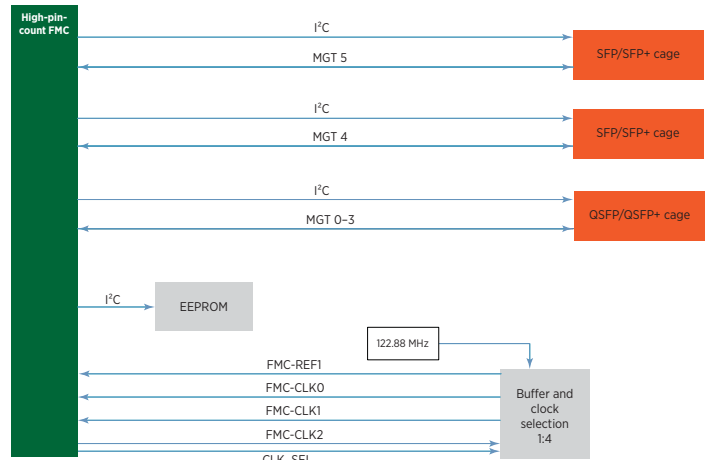 High-pin-
count FMC
I²C
MGT 5
SFP/SFP+ cage
I²C
MGT 4
SFP/SFP+ cage
I²C
MGT 0–3
QSFP/QSFP+ cage
I²C
EEPROM
122.88 MHz
FMC-REF1
FMC-CLK0
FMC-CLK1
FMC-CLK2
CLK_SEL
Buffer and
clock
selection
1:4